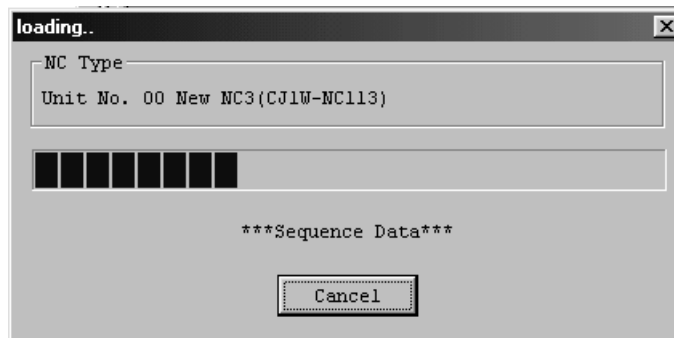 loading..
NC Type
Unit No. 00 New NC3(CJ1W-NC113)
***Sequence Data***
Cancel